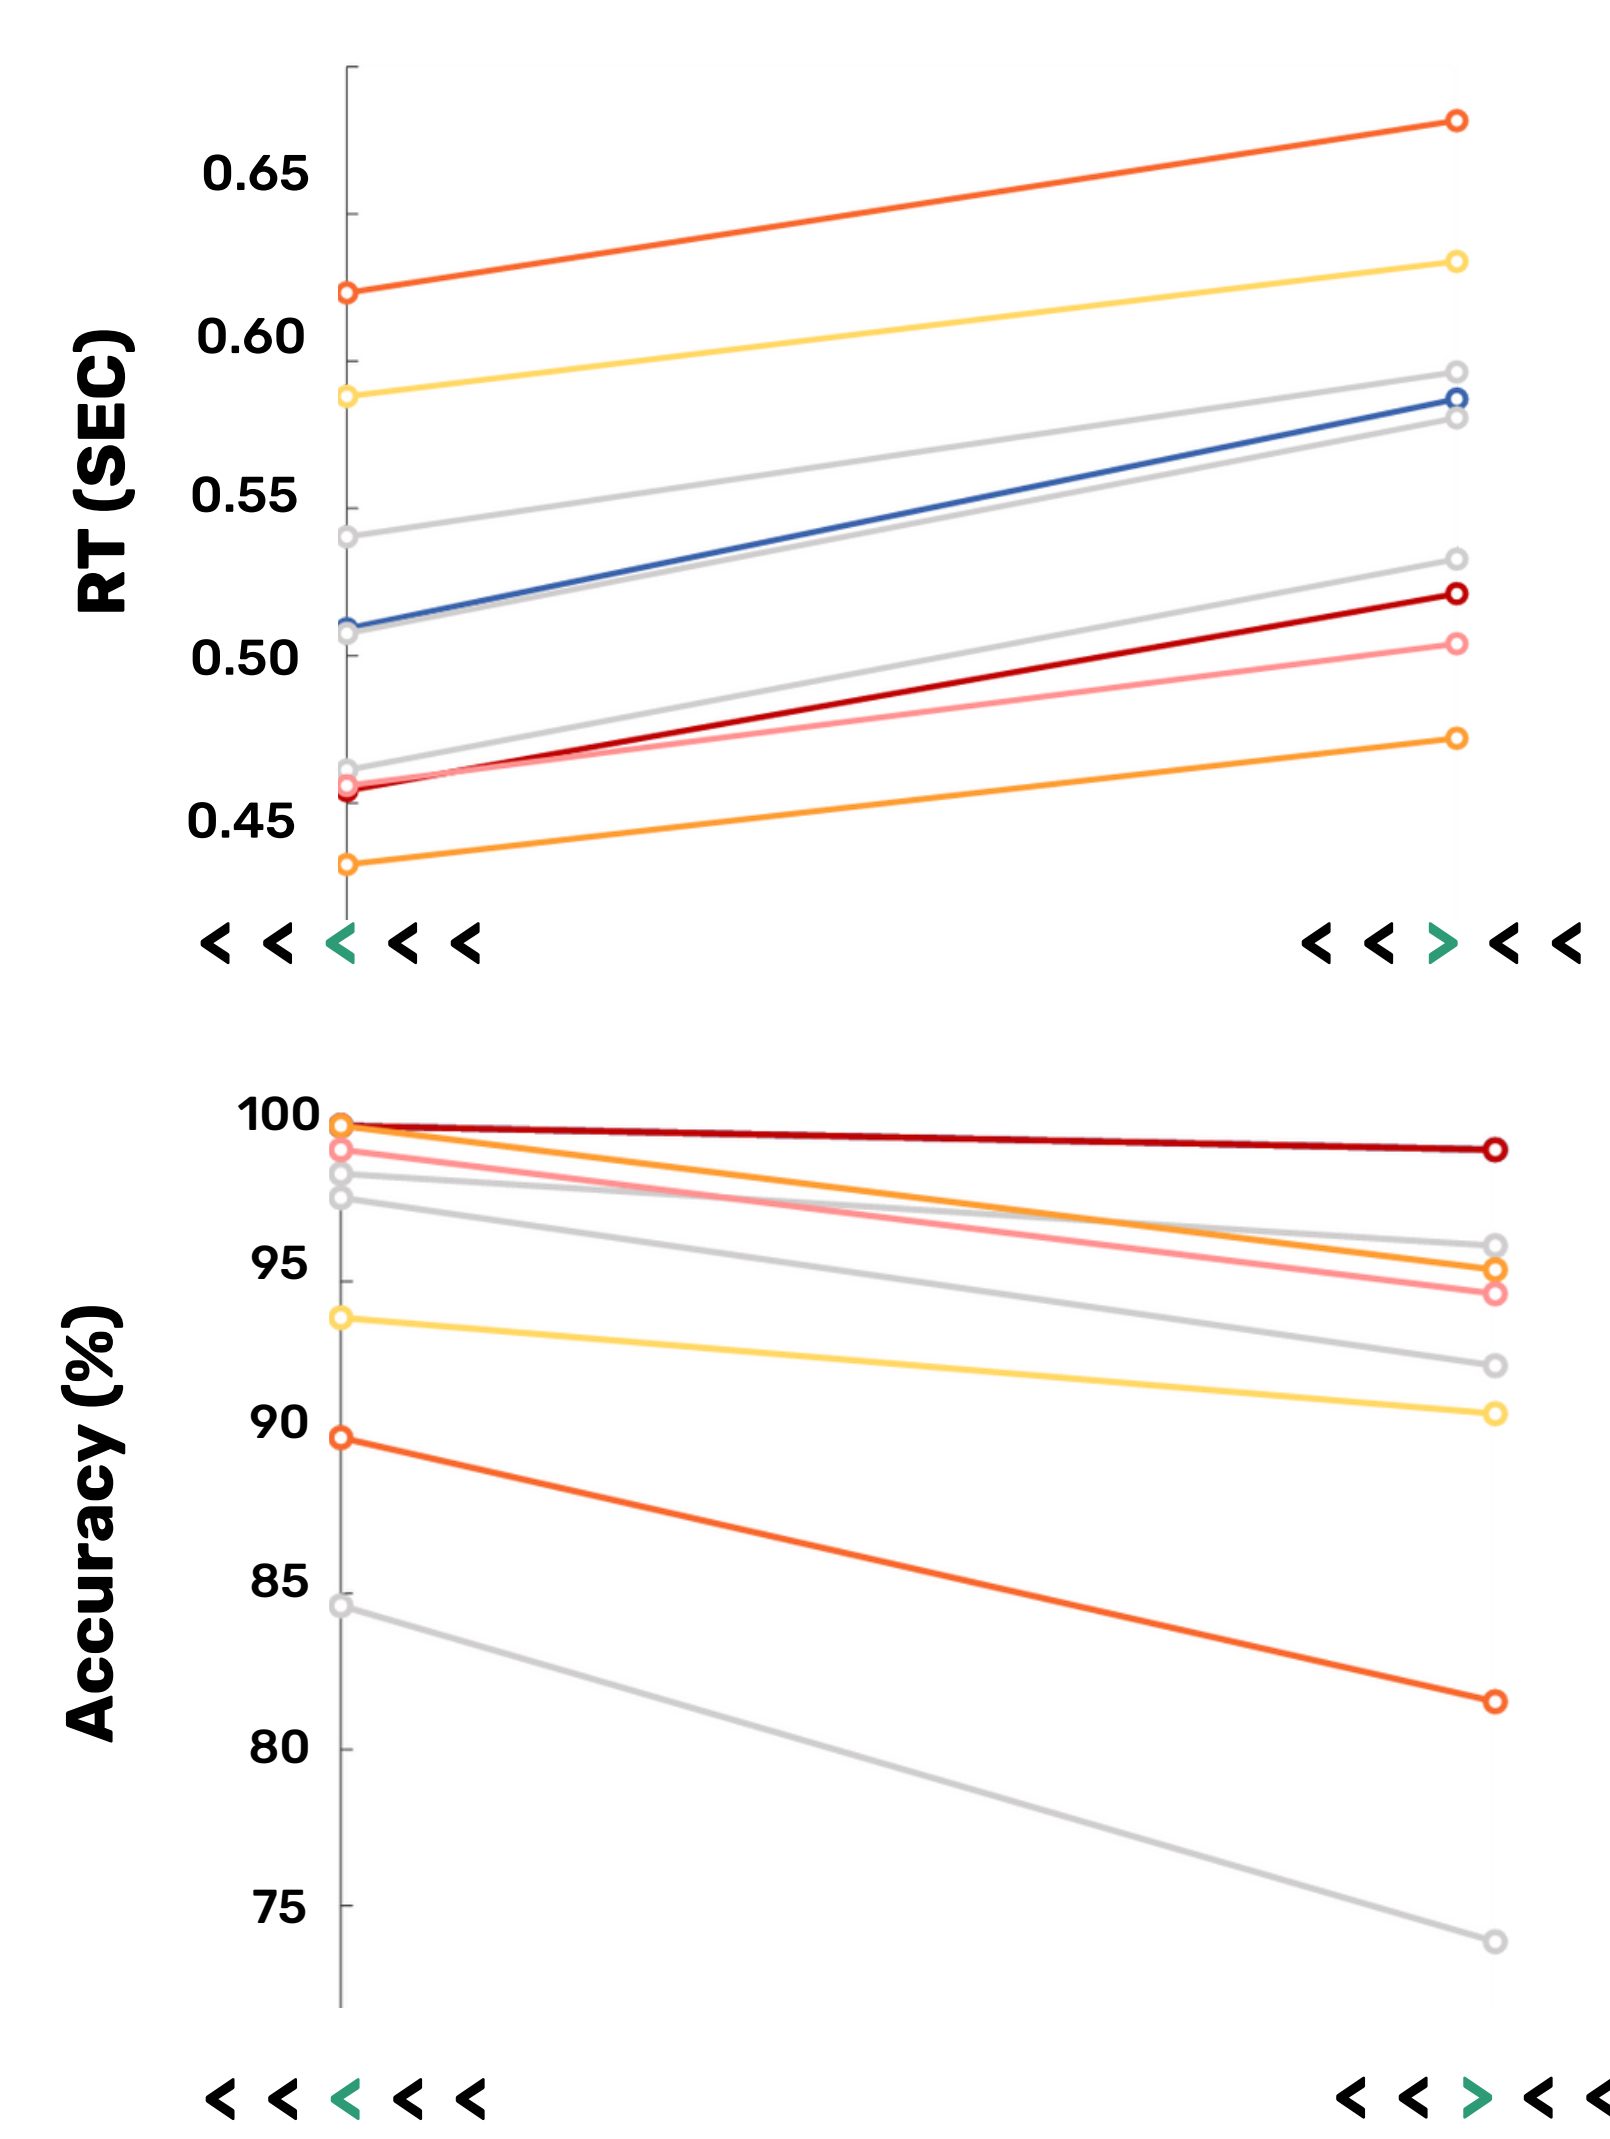 RT (SEC)
0.65
0.60
0.55
0.50
0.45
< < < < <
< < > < <
Accuracy (%)
100
95
90
85
80
75
< < < < <
< < > < <